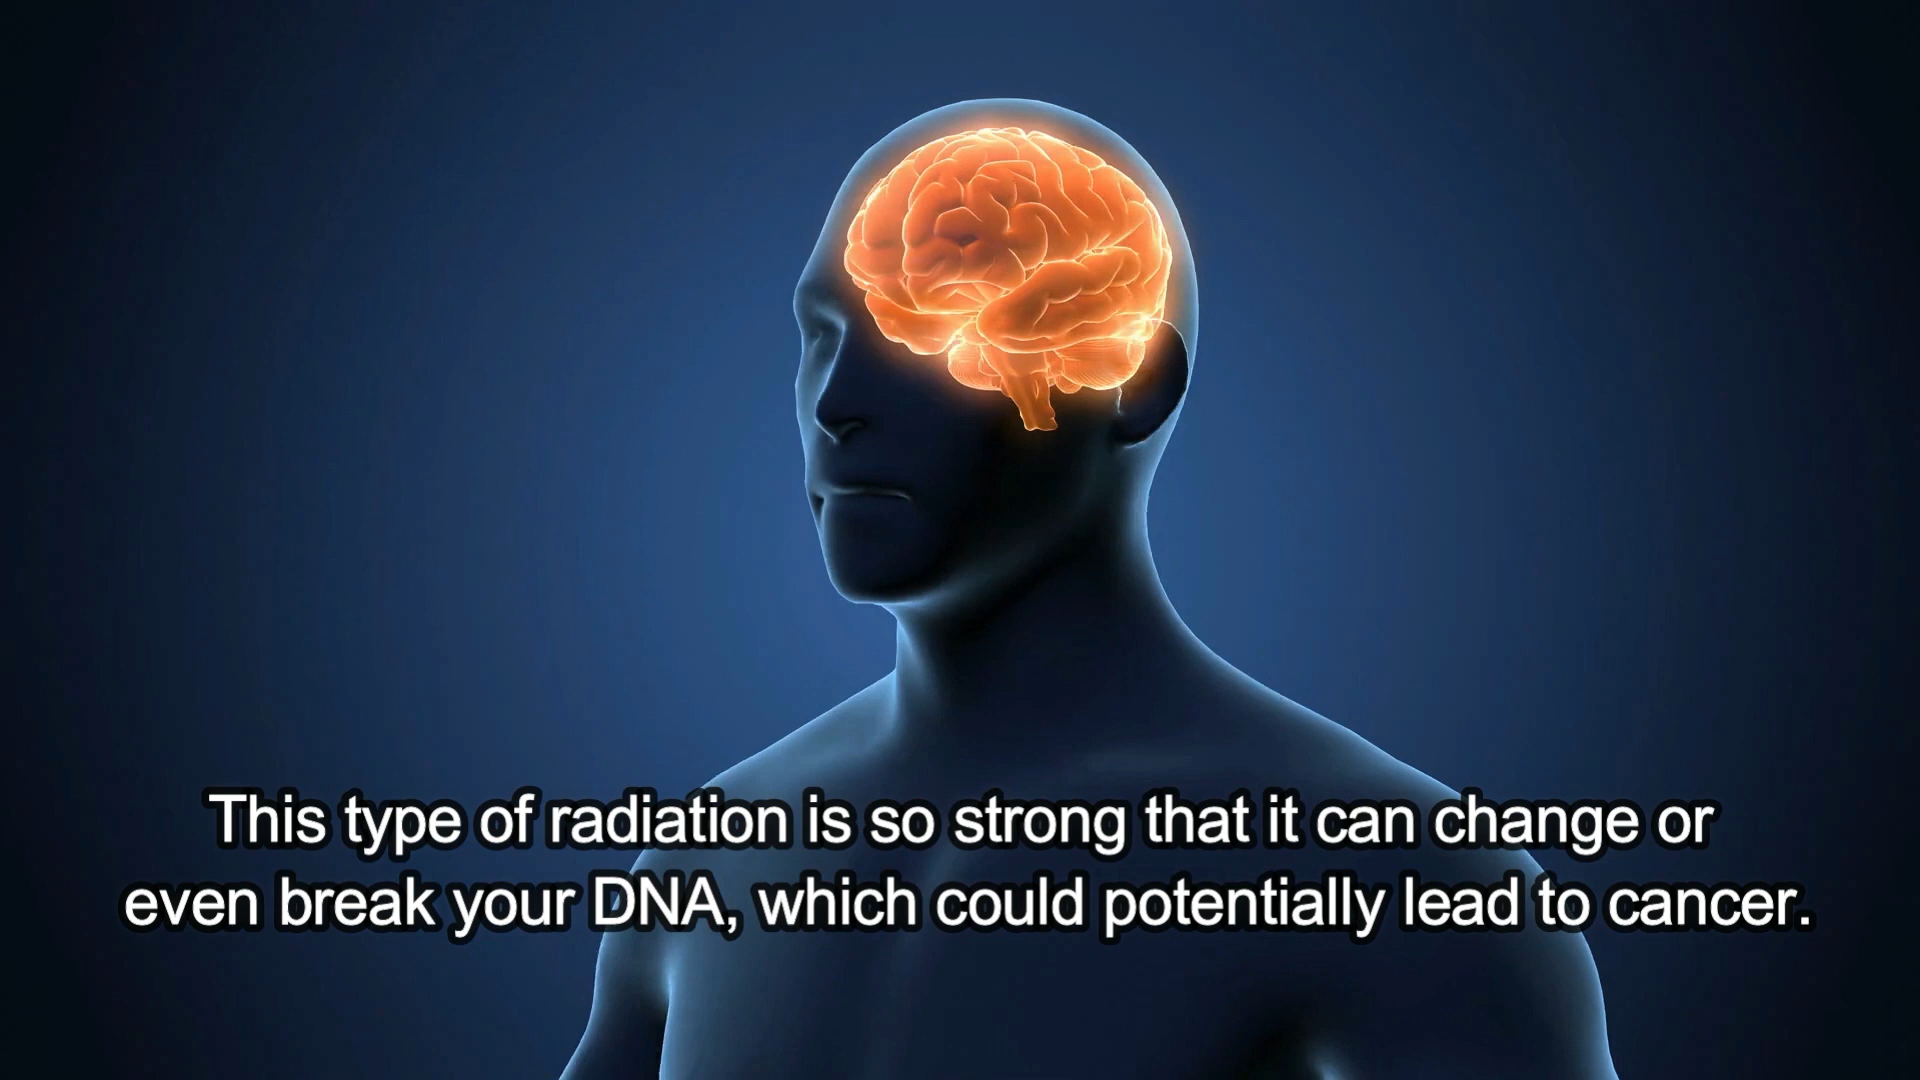 This type of radiation is so strong that it can change or
even break your DNA, which could potentially lead to cancer.